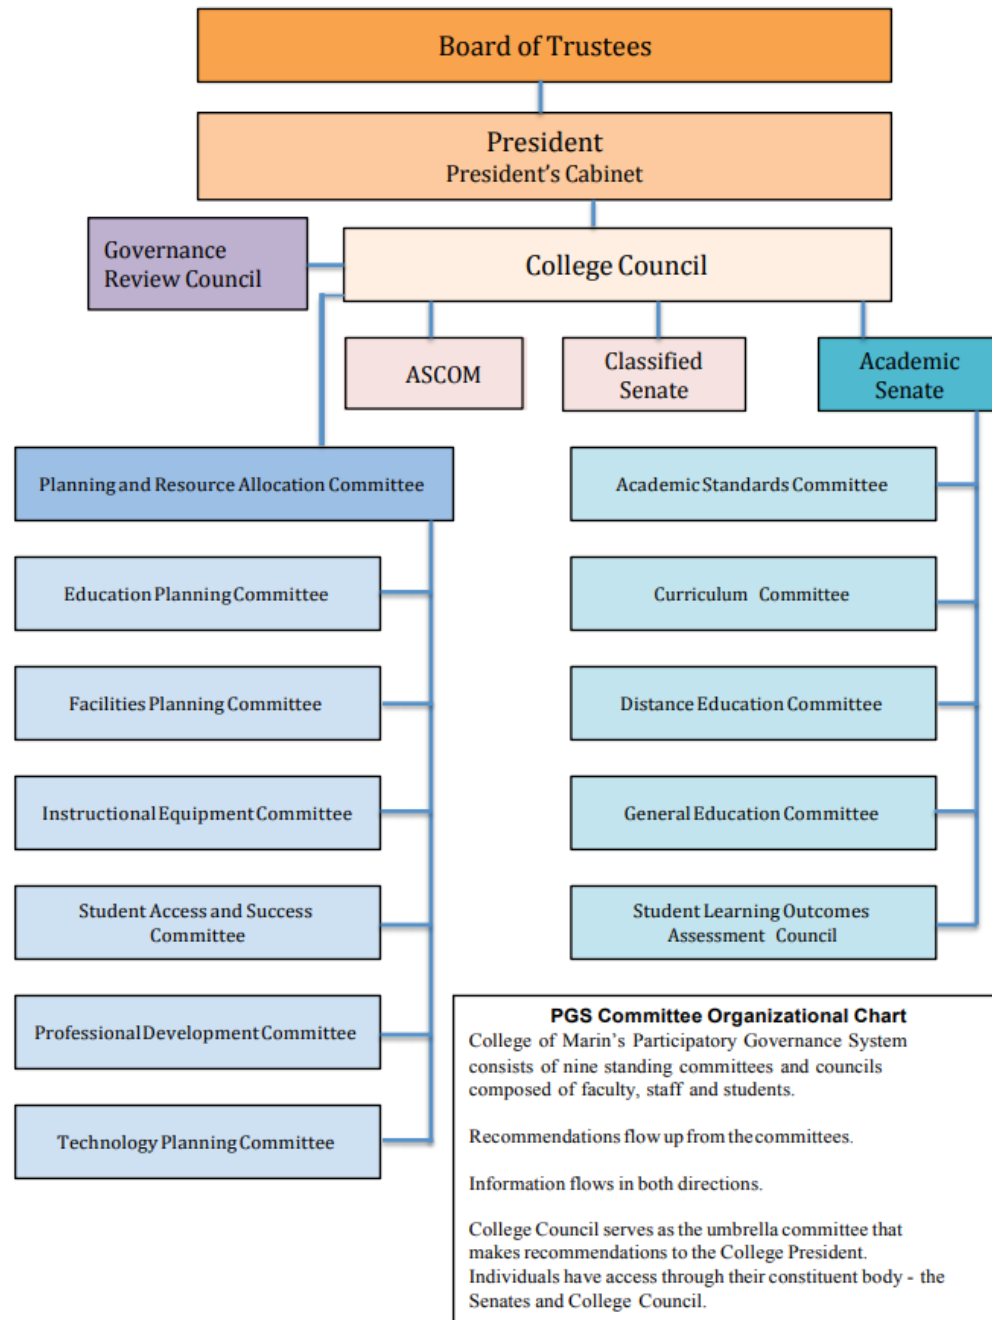 Board of Trustees
President
President's Cabinet
Governance
Review Council
College Council
ASCOM
Classified
Senate
Academic
Senate
Planning and Resource Allocation Committee
Education Planning Committee
Facilities Planning Committee
Instructional Equipment Committee
Student Access and Success
Committee
Professional Development Committee
Technology Planning Committee
Academic Standards Committee
Curriculum Committee
Distance Education Committee
General Education Committee
Student Learning Outcomes
Assessment Council
PGS Committee Organizational Chart
College of Marin's Participatory Governance System
consists of nine standing committees and councils
composed of faculty, staff and students.
Recommendations flow up from the committees.
Information flows in both directions.
College Council serves as the umbrella committee that
makes recommendations to the College President.
Individuals have access through their constituent body - the
Senates and College Council.